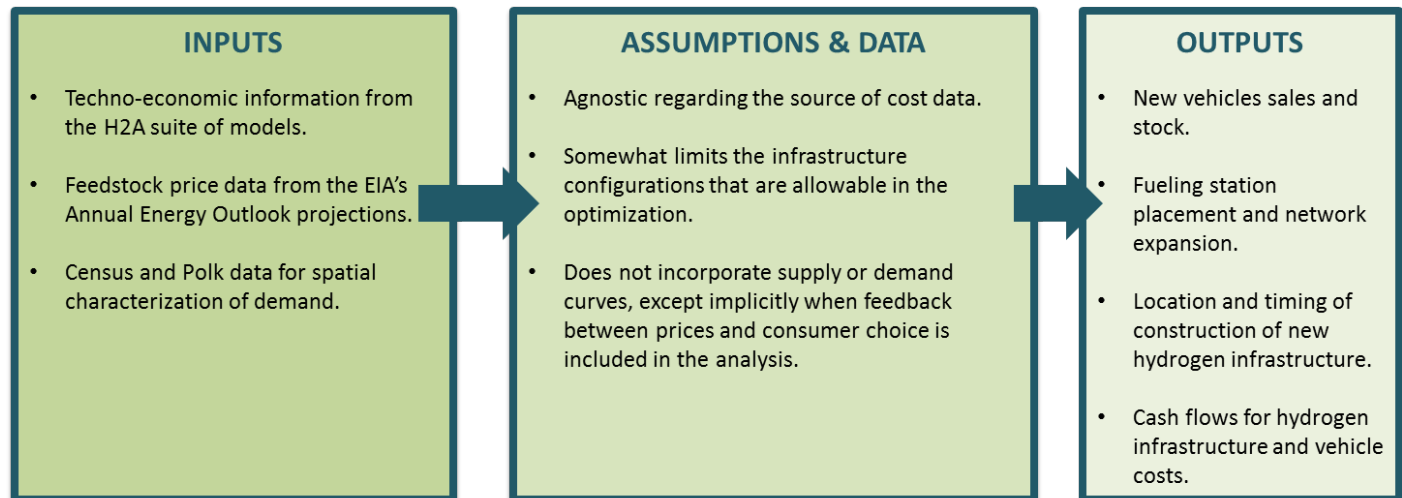 INPUTS
• Techno-economic information from
the H2A suite of models.
• Feedstock price data from the EIA’s
Annual Energy Outlook projections.
• Census and Polk data for spatial
characterization of demand.
ASSUMPTIONS & DATA
• Agnostic regarding the source of cost data.
• Somewhat limits the infrastructure
configurations that are allowable in the
optimization.
• Does not incorporate supply or demand
curves, except implicitly when feedback
between prices and consumer choice is
included in the analysis.
OUTPUTS
• New vehicles sales and
stock.
• Fueling station
placement and network
expansion.
• Location and timing of
construction of new
hydrogen infrastructure.
• Cash flows for hydrogen
infrastructure and vehicle
costs.